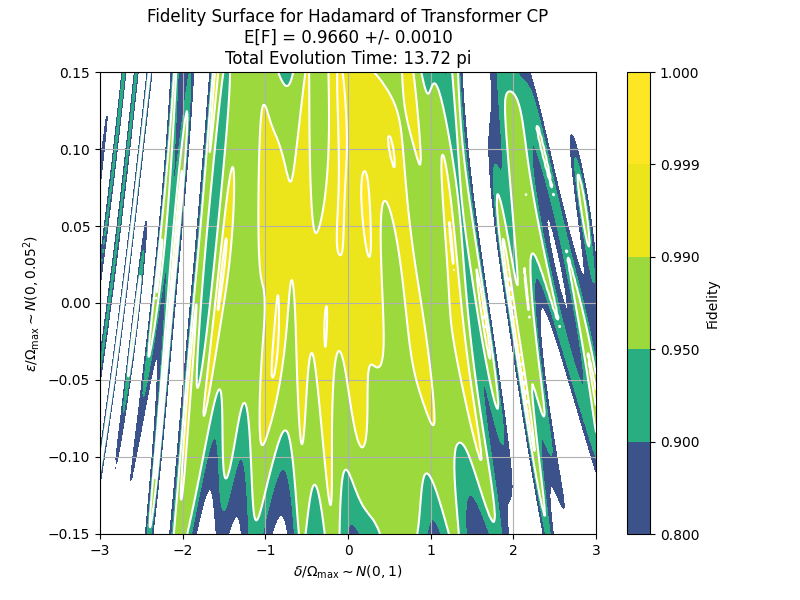 Fidelity Surface for Hadamard of Transformer CP
E[F] = 0.9660 +/- 0.0010
Total Evolution Time: 13.72 pi
0.15
0.10
0.05
0.00
−0.05
−0.10
−0.15
ε/Ω_max ~ N(0, 0.05²)
−3 −2 −1 0 1 2 3
δ/Ω_max ~ N(0, 1)
1.000
0.999
0.990
0.950
0.900
0.800
Fidelity